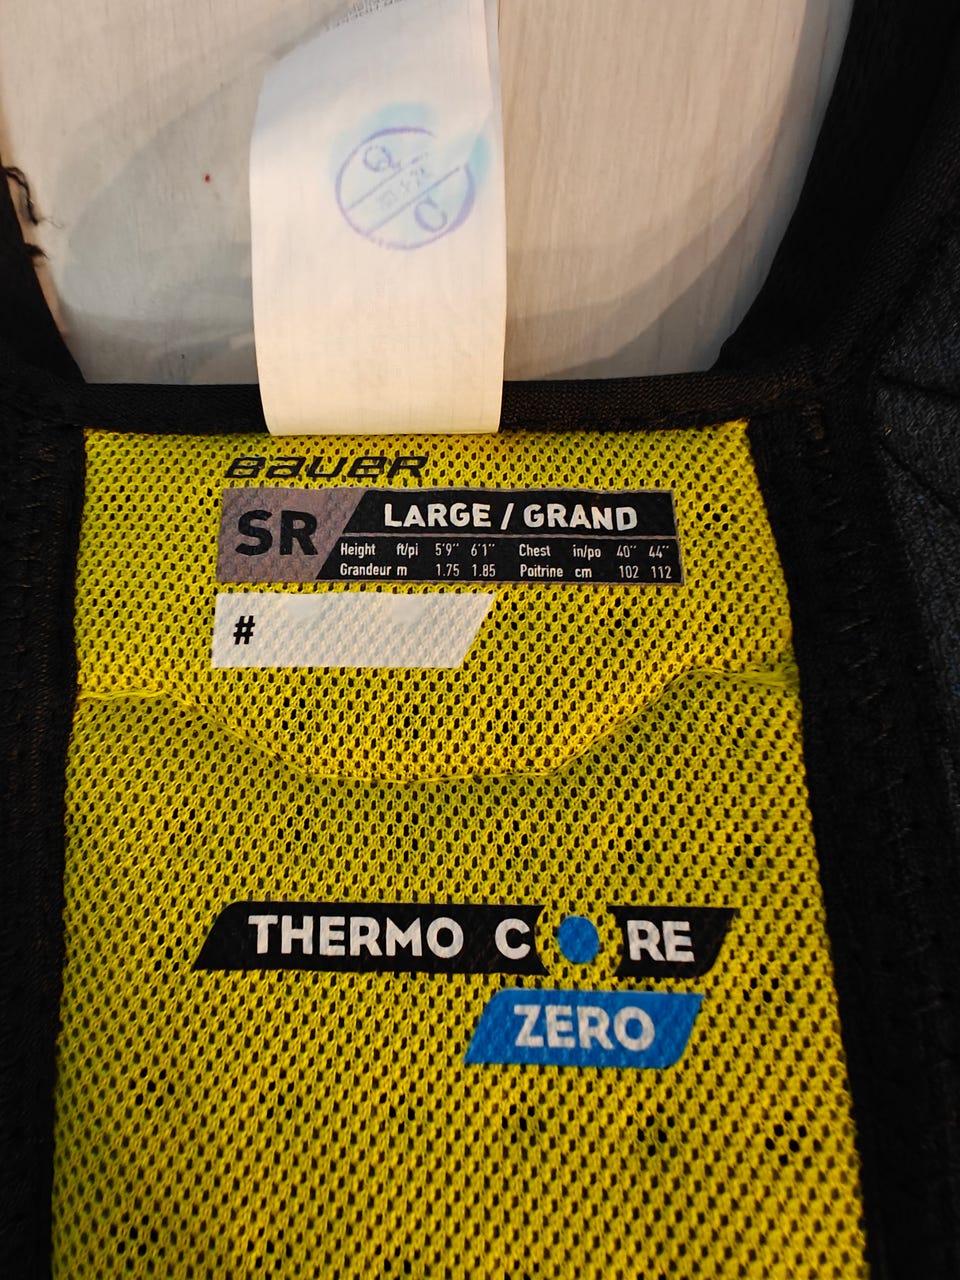 Q
C
BAUER
SR
LARGE / GRAND
Height ft/pi 5'9'' 6'1'' Chest in/po 40'' 44''
Grandeur m 1.75 1.85 Poitrine cm 102 112
#
THERMO CORE
ZERO